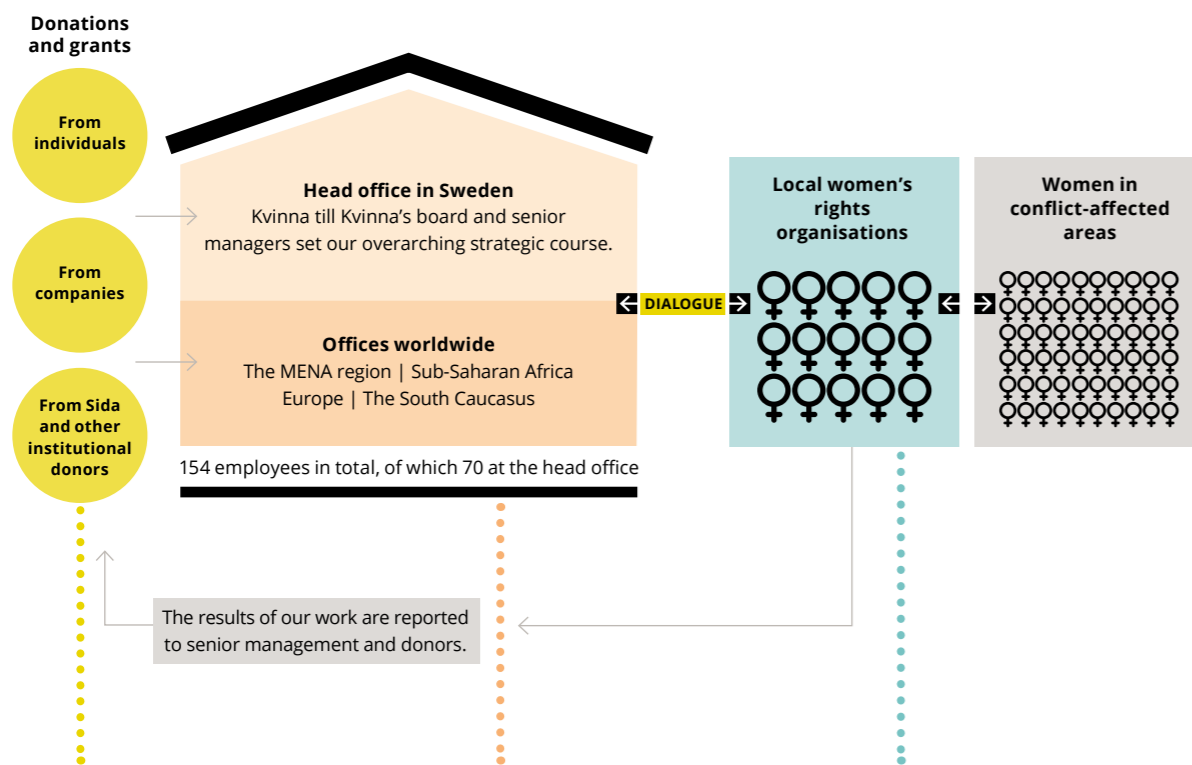 Donations
and grants
From
individuals
From
companies
From Sida
and other
institutional
donors
Head office in Sweden
Kvinna till Kvinna’s board and senior
managers set our overarching strategic course.
Offices worldwide
The MENA region | Sub-Saharan Africa
Europe | The South Caucasus
154 employees in total, of which 70 at the head office
DIALOGUE
Local women’s
rights
organisations
Women in
conflict-affected
areas
The results of our work are reported
to senior management and donors.